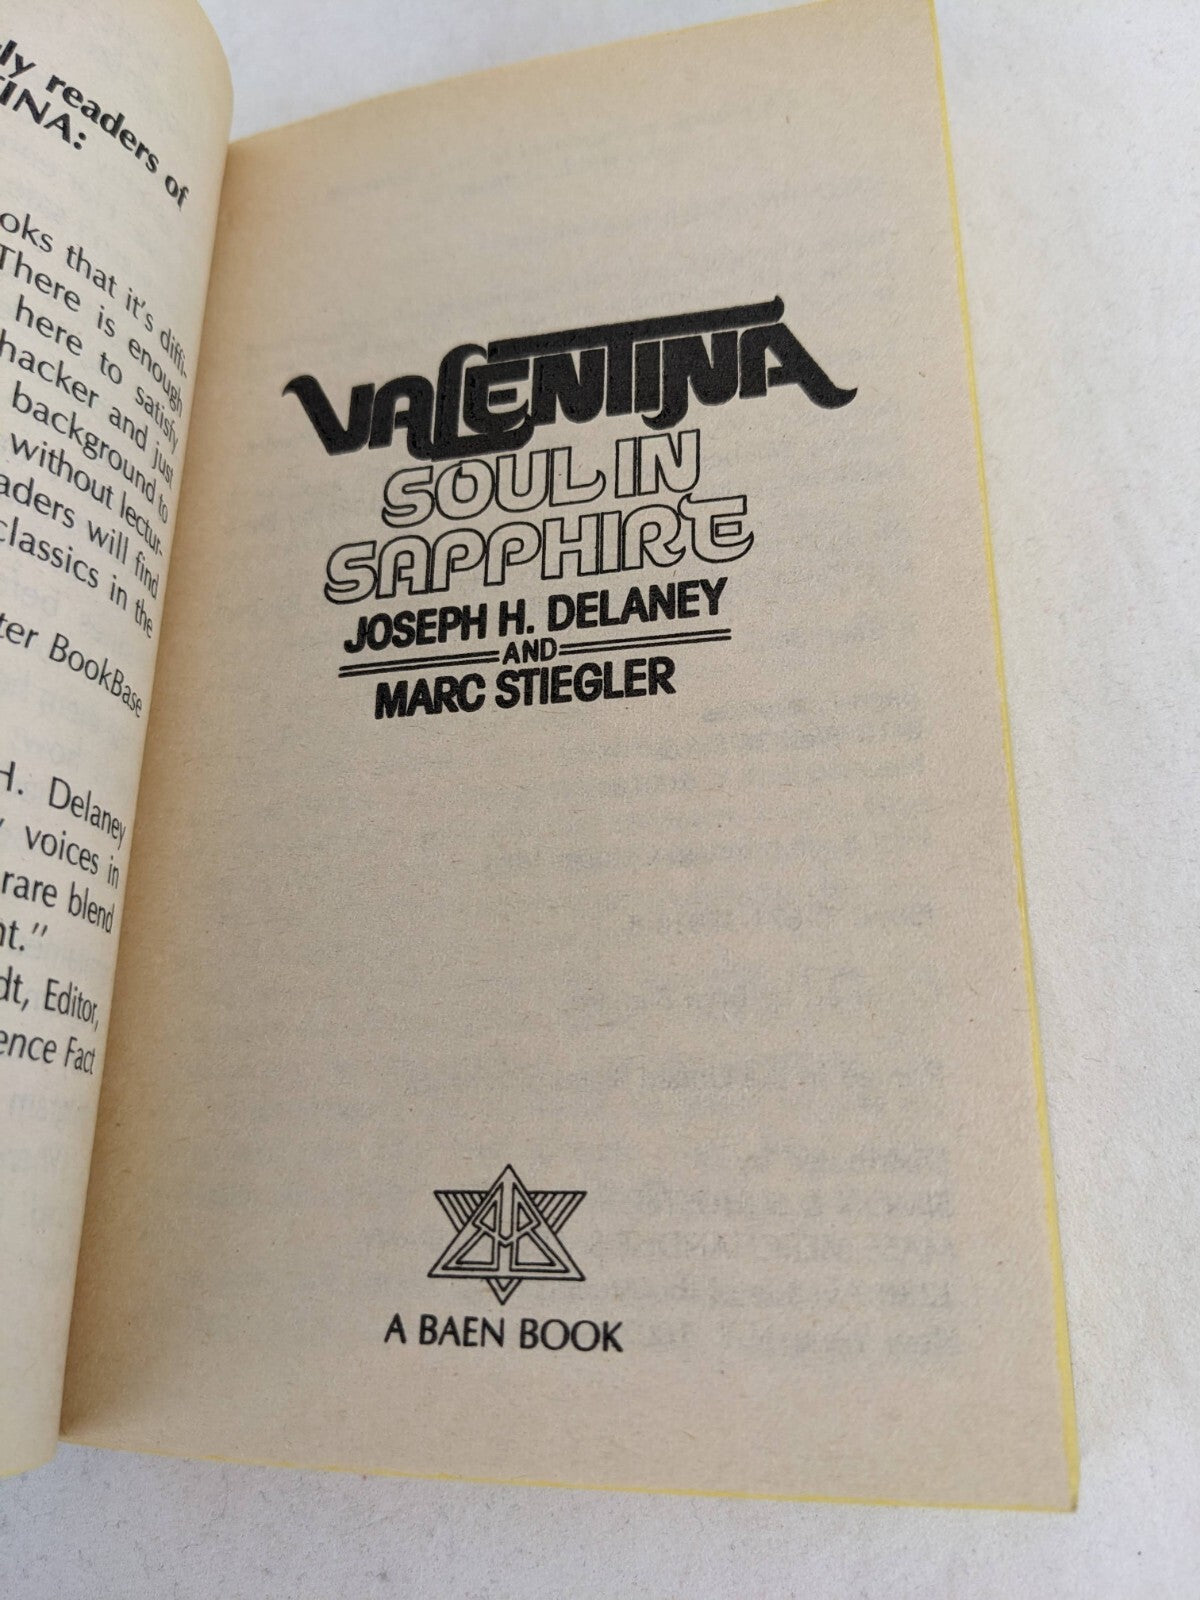 ly readers of
TINA:
oks that it's diffi-
There is enough
here to satisfy
hacker and just
background to
without lectur-
aders will find
classics in the
ter BookBase
H. Delaney
voices in
rare blend
nt."
dt, Editor,
ence Fact
VALENTINA
SOUL IN
SAPPHIRE
JOSEPH H. DELANEY
AND
MARC STIEGLER
A BAEN BOOK